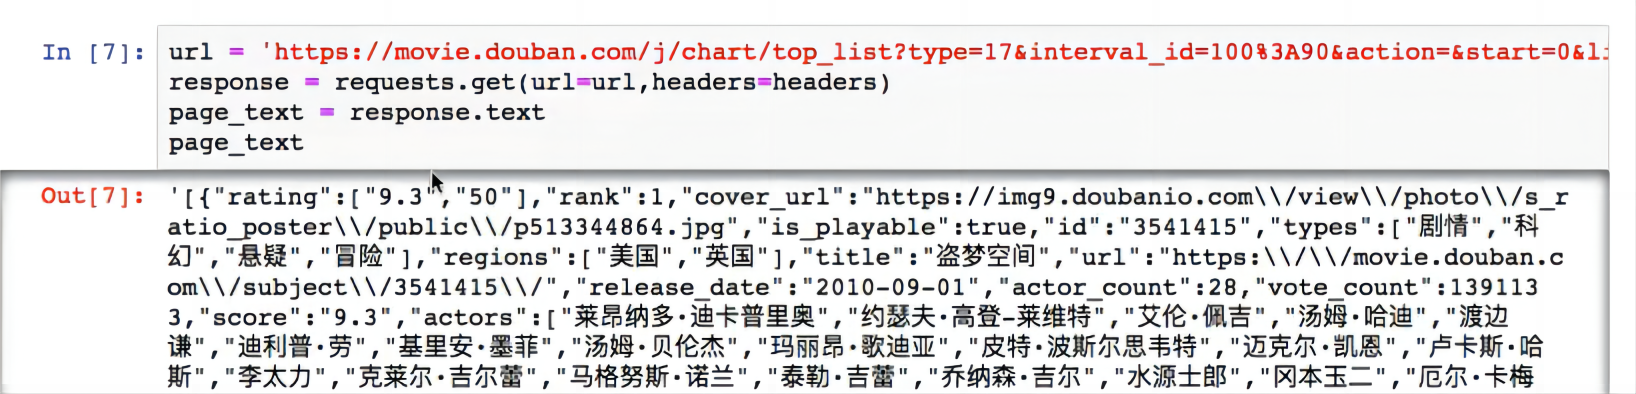 In [7]: url = 'https://movie.douban.com/j/chart/top_list?type=17&interval_id=100%3A90&action=&start=0&li
response = requests.get(url=url,headers=headers)
page_text = response.text
page_text
Out[7]: '[{"rating":["9.3","50"],"rank":1,"cover_url":"https://img9.doubanio.com\\/view\\/photo\\/s_r
atio_poster\\/public\\/p513344864.jpg","is_playable":true,"id":"3541415","types":["剧情","科
幻","悬疑","冒险"],"regions":["美国","英国"],"title":"盗梦空间","url":"https:\\/\\/movie.douban.c
om\\/subject\\/3541415\\/","release_date":"2010-09-01","actor_count":28,"vote_count":139113
3,"score":"9.3","actors":["莱昂纳多·迪卡普里奥","约瑟夫·高登-莱维特","艾伦·佩吉","汤姆·哈迪","渡边
谦","迪利普·劳","基里安·墨菲","汤姆·贝伦杰","玛丽昂·歌迪亚","皮特·波斯尔思韦特","迈克尔·凯恩","卢卡斯·哈
斯","李太力","克莱尔·吉尔蕾","马格努斯·诺兰","泰勒·吉蕾","乔纳森·吉尔","水源士郎","冈本玉二","厄尔·卡梅